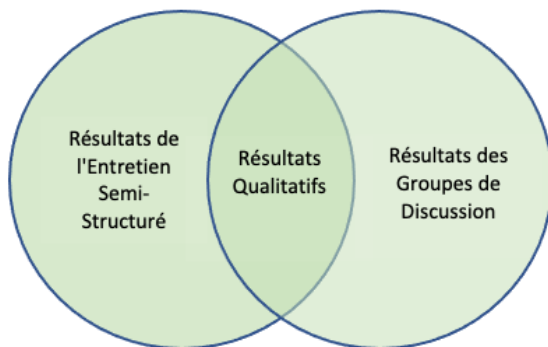 Résultats de
l'Entretien
Semi-
Structuré
Résultats
Qualitatifs
Résultats des
Groupes de
Discussion